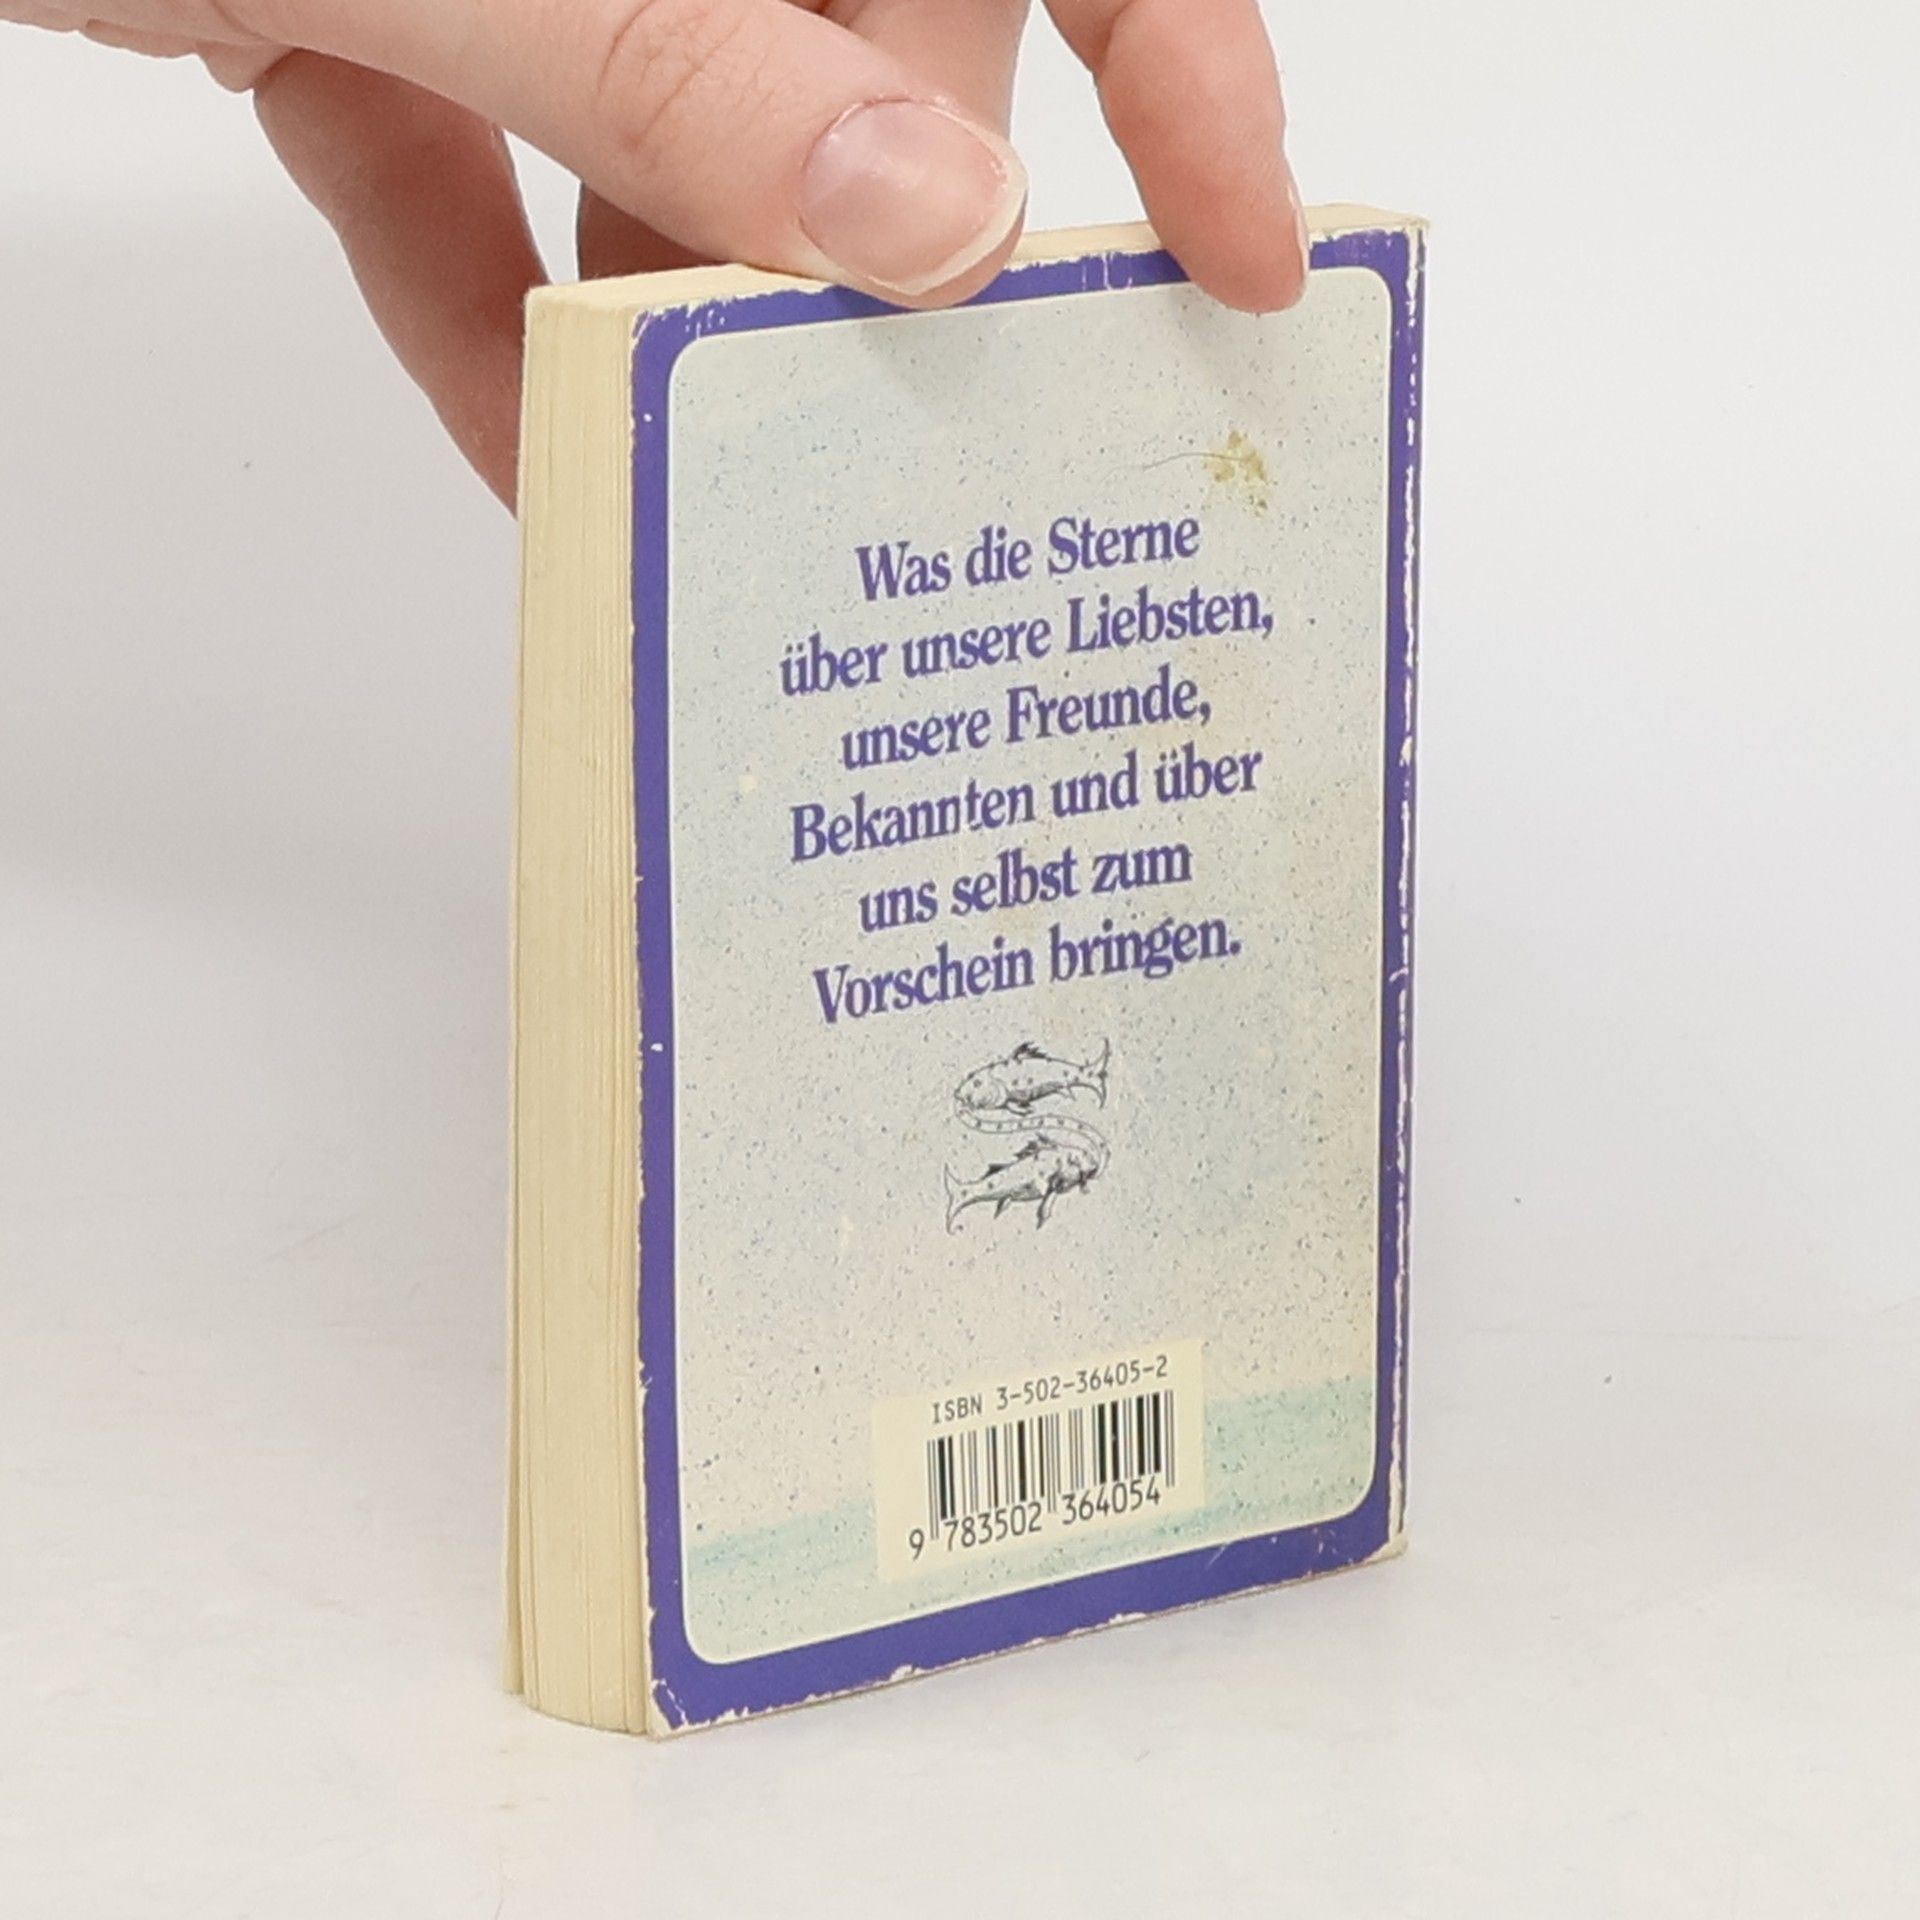 Was die Sterne
über unsere Liebsten,
unsere Freunde,
Bekannten und über
uns selbst zum
Vorschein bringen.
ISBN 3-502-36405-2
9 783502 364054